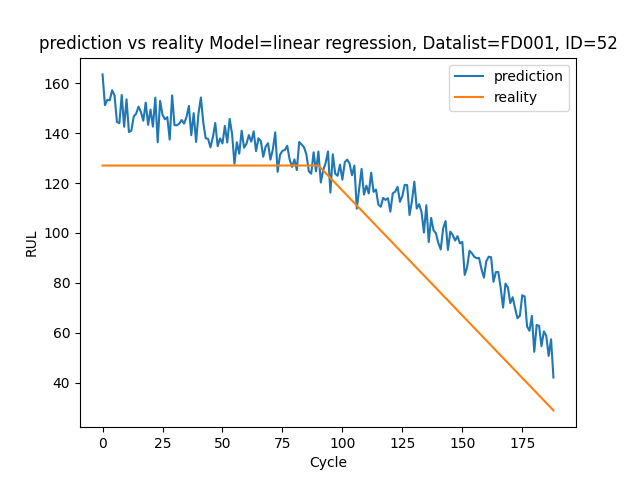 prediction vs reality Model=linear regression, Datalist=FD001, ID=52
prediction
reality
RUL
160
140
120
100
80
60
40
0 25 50 75 100 125 150 175
Cycle